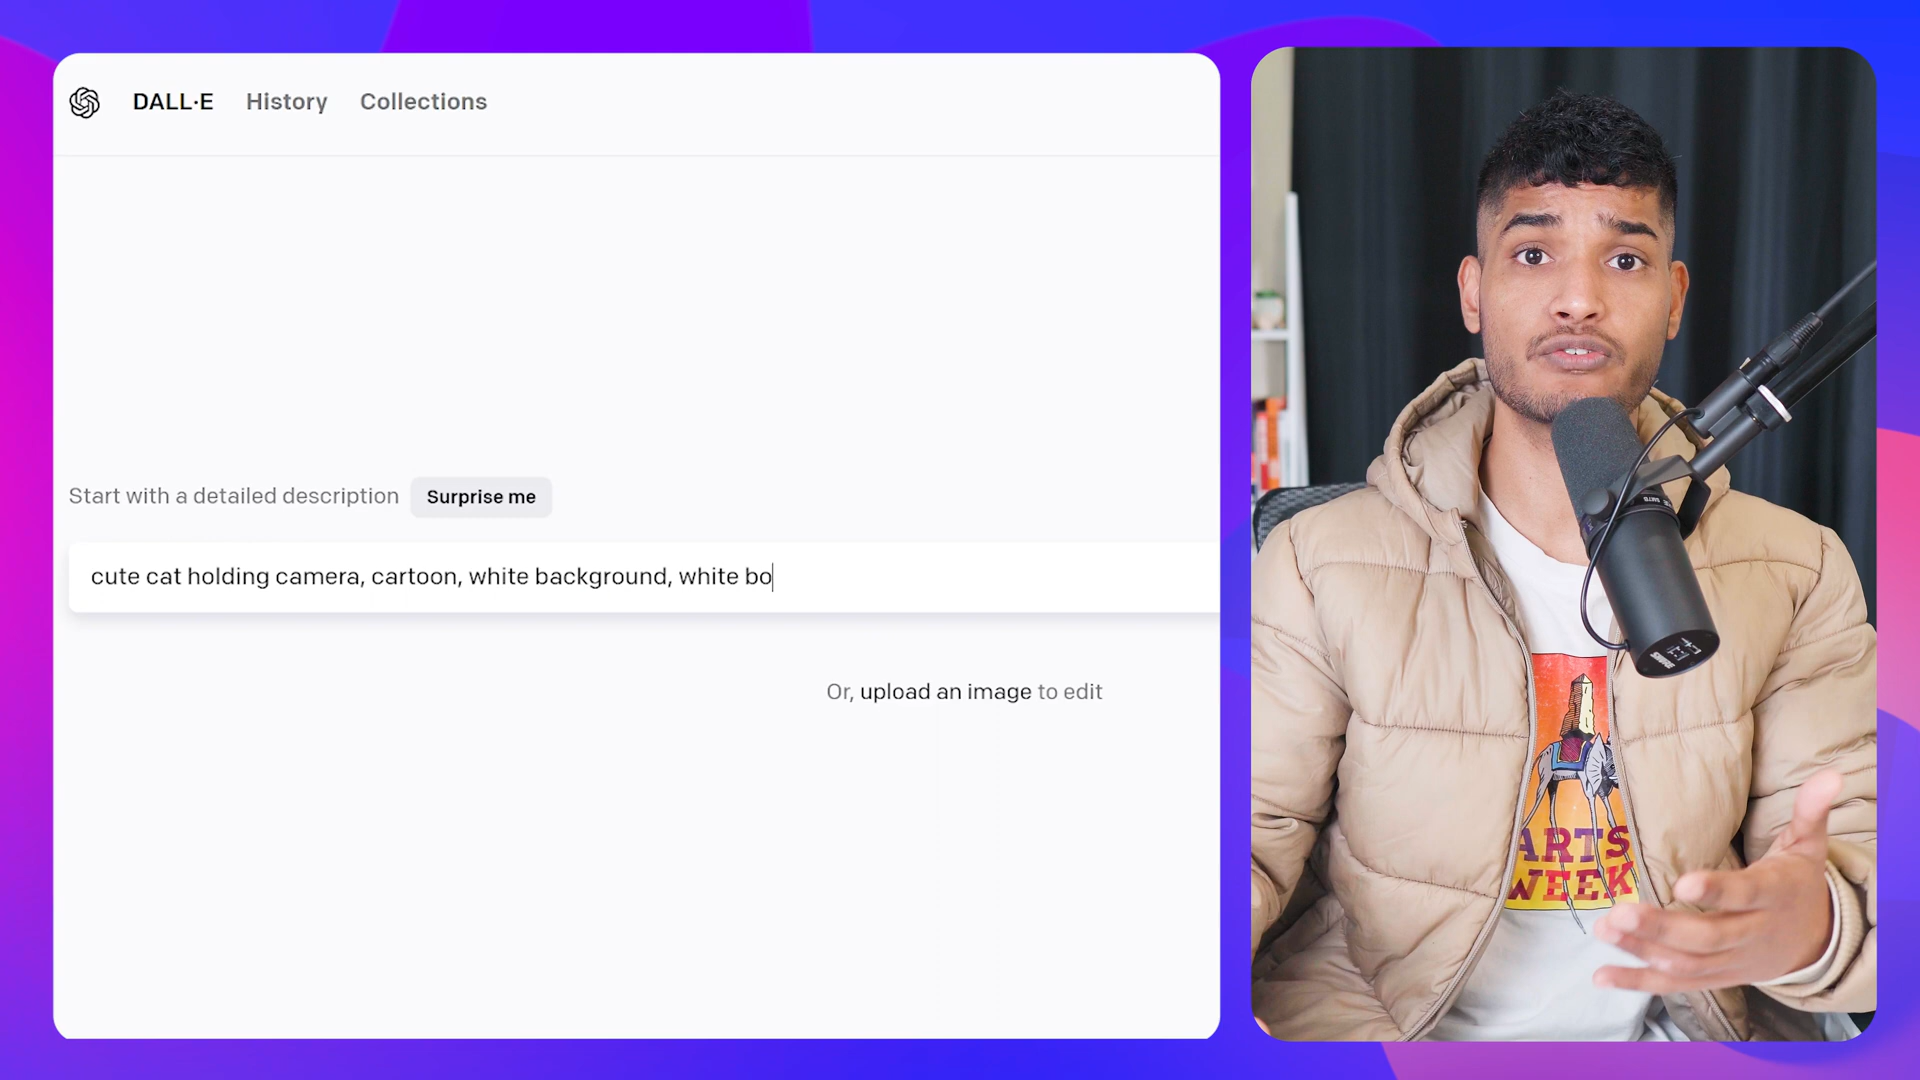 DALL·E History Collections
Start with a detailed description Surprise me
cute cat holding camera, cartoon, white background, white bo
Or, upload an image to edit
ARTS
WEEK